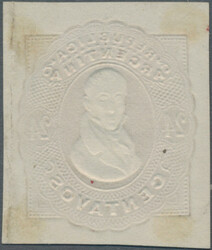 REPUBLICA
ARGENTINA
24 24
CENTAVOS